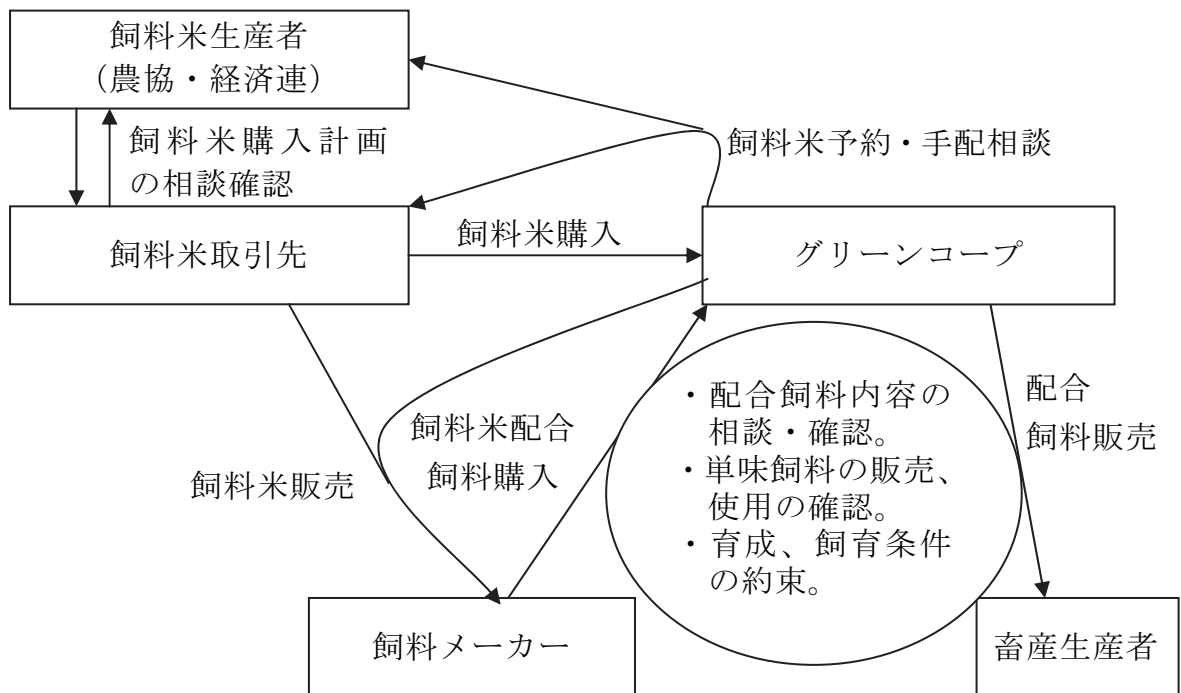 飼料米生産者
（農協・経済連）
飼料米購入計画
の相談確認
飼料米予約・手配相談
飼料米取引先
飼料米購入
グリーンコープ
飼料米販売
飼料米配合
飼料購入
・配合飼料内容の
相談・確認。
・単味飼料の販売、
使用の確認。
・育成、飼育条件
の約束。
配合
飼料販売
飼料メーカー
畜産生産者